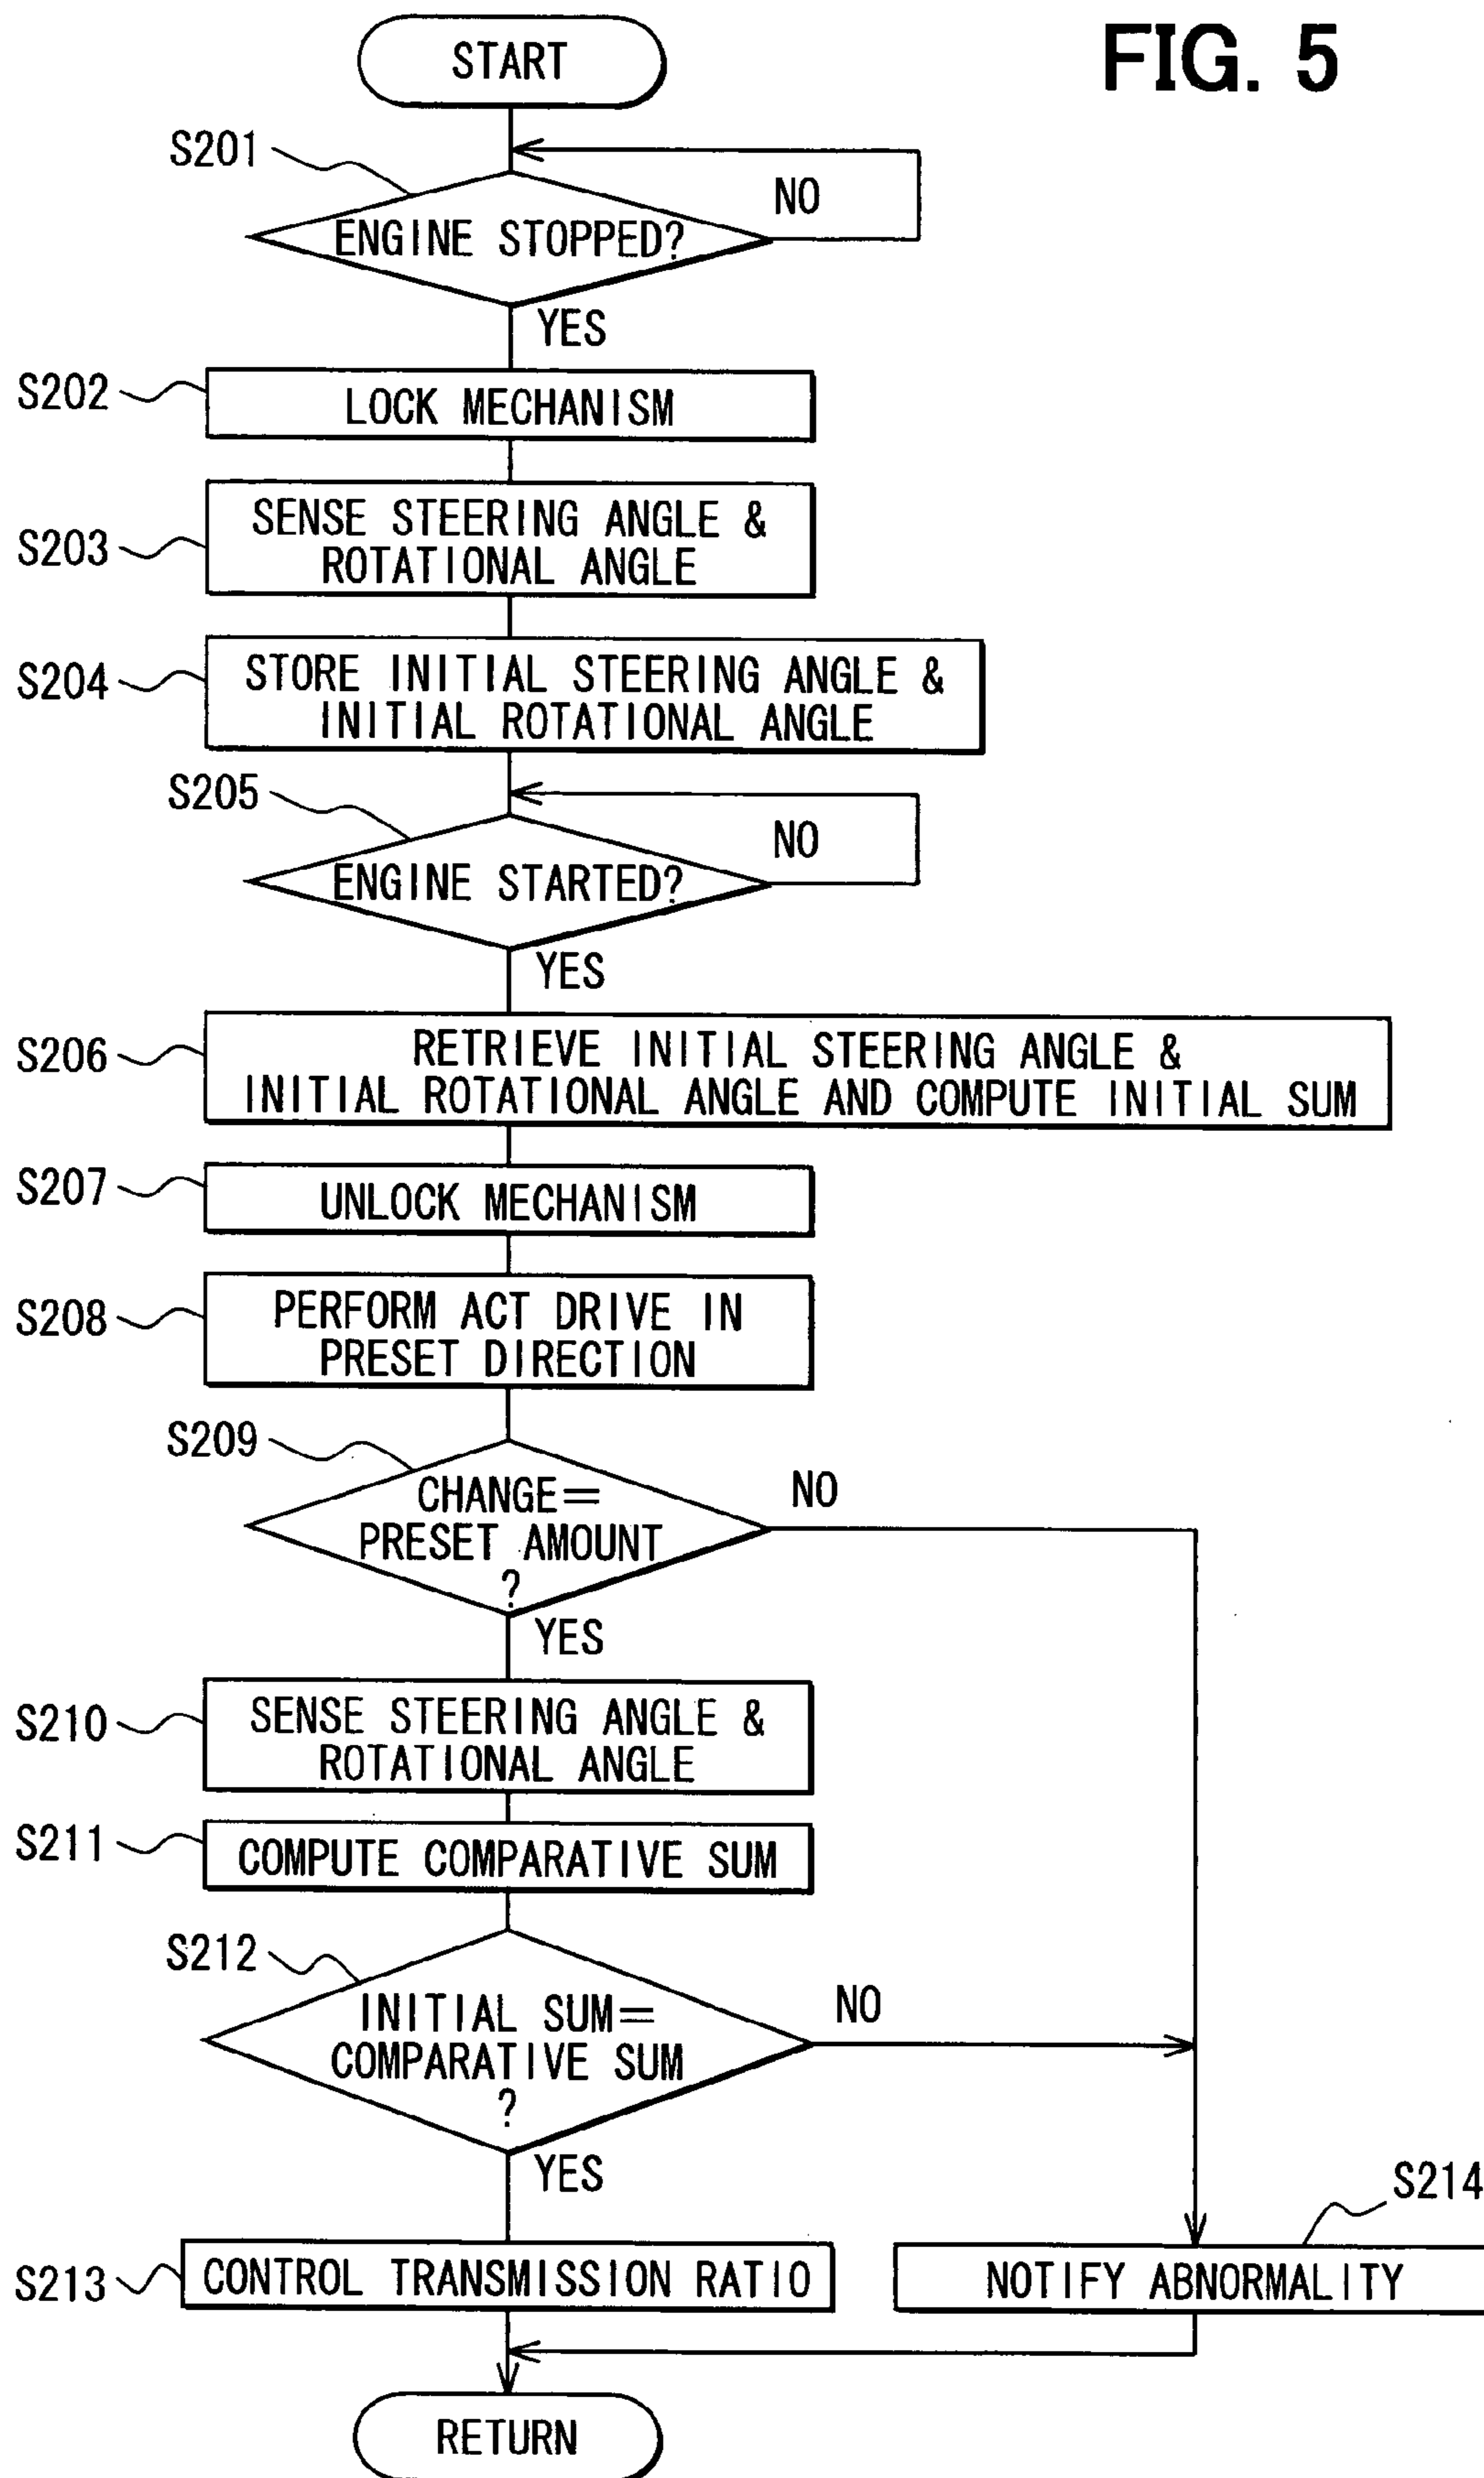 FIG. 5
START
S201
ENGINE STOPPED?
NO
YES
S202
LOCK MECHANISM
S203
SENSE STEERING ANGLE &
ROTATIONAL ANGLE
S204
STORE INITIAL STEERING ANGLE &
INITIAL ROTATIONAL ANGLE
S205
ENGINE STARTED?
NO
YES
S206
RETRIEVE INITIAL STEERING ANGLE &
INITIAL ROTATIONAL ANGLE AND COMPUTE INITIAL SUM
S207
UNLOCK MECHANISM
S208
PERFORM ACT DRIVE IN
PRESET DIRECTION
S209
CHANGE=
PRESET AMOUNT
?
NO
YES
S210
SENSE STEERING ANGLE &
ROTATIONAL ANGLE
S211
COMPUTE COMPARATIVE SUM
S212
INITIAL SUM=
COMPARATIVE SUM
?
NO
YES
S213
CONTROL TRANSMISSION RATIO
S214
NOTIFY ABNORMALITY
RETURN